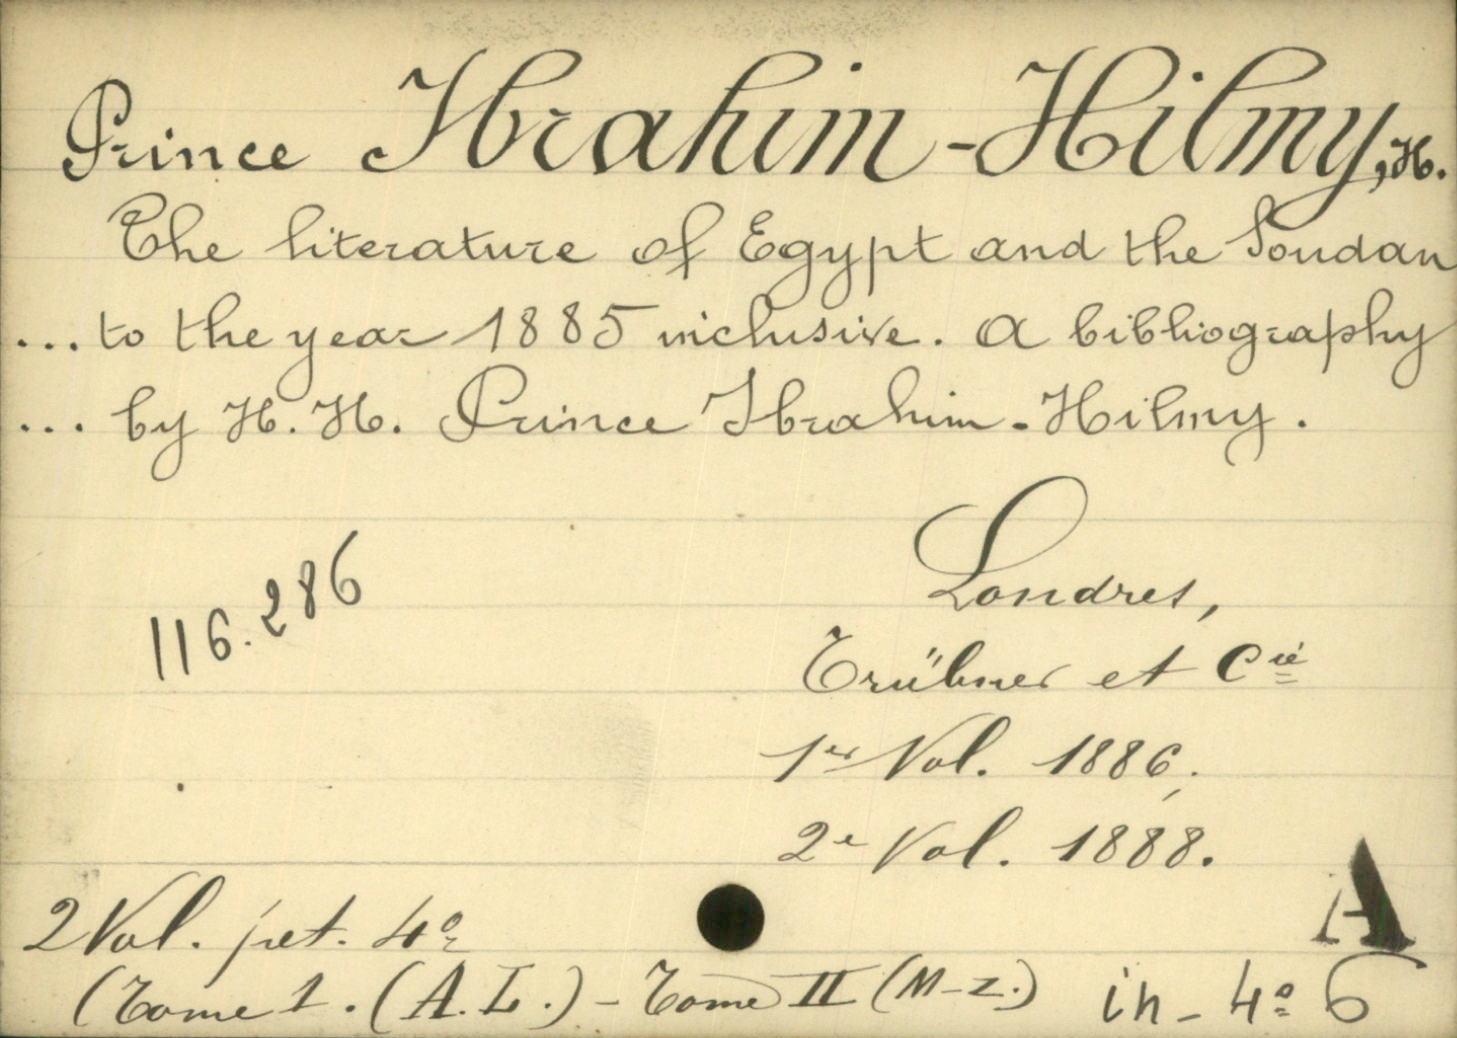 Prince Ibrahim-Hilmy, H.
The literature of Egypt and the Soudan
... to the year 1885 inclusive. A bibliography
... by H. H. Prince Ibrahim-Hilmy.
Londres,
116.286
Trübner et Cie
1er Vol. 1886.
2e Vol. 1888.
A
2 Vol. pet. 4º
(Tome 1. (A.L.) - Tome II (M-Z.) in-4º 6